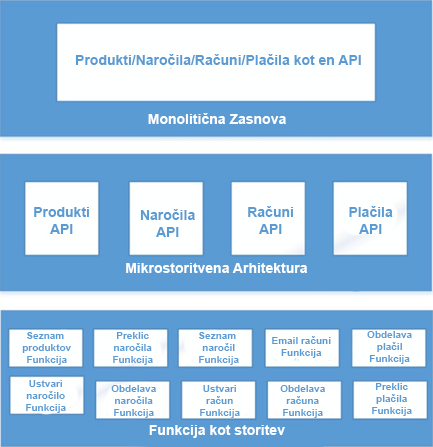 Produkti/Naročila/Računi/Plačila kot en API
Monolitična Zasnova
Produkti
API
Naročila
API
Računi
API
Plačila
API
Mikrostoritvena Arhitektura
Seznam
produktov
Funkcija
Preklic
naročila
Funkcija
Seznam
naročil
Funkcija
Email računi
Funkcija
Obdelava
plačil
Funkcija
Ustvari
naročilo
Funkcija
Obdelava
naročila
Funkcija
Ustvari
račun
Funkcija
Obdelava
računa
Funkcija
Preklic
plačila
Funkcija
Funkcija kot storitev